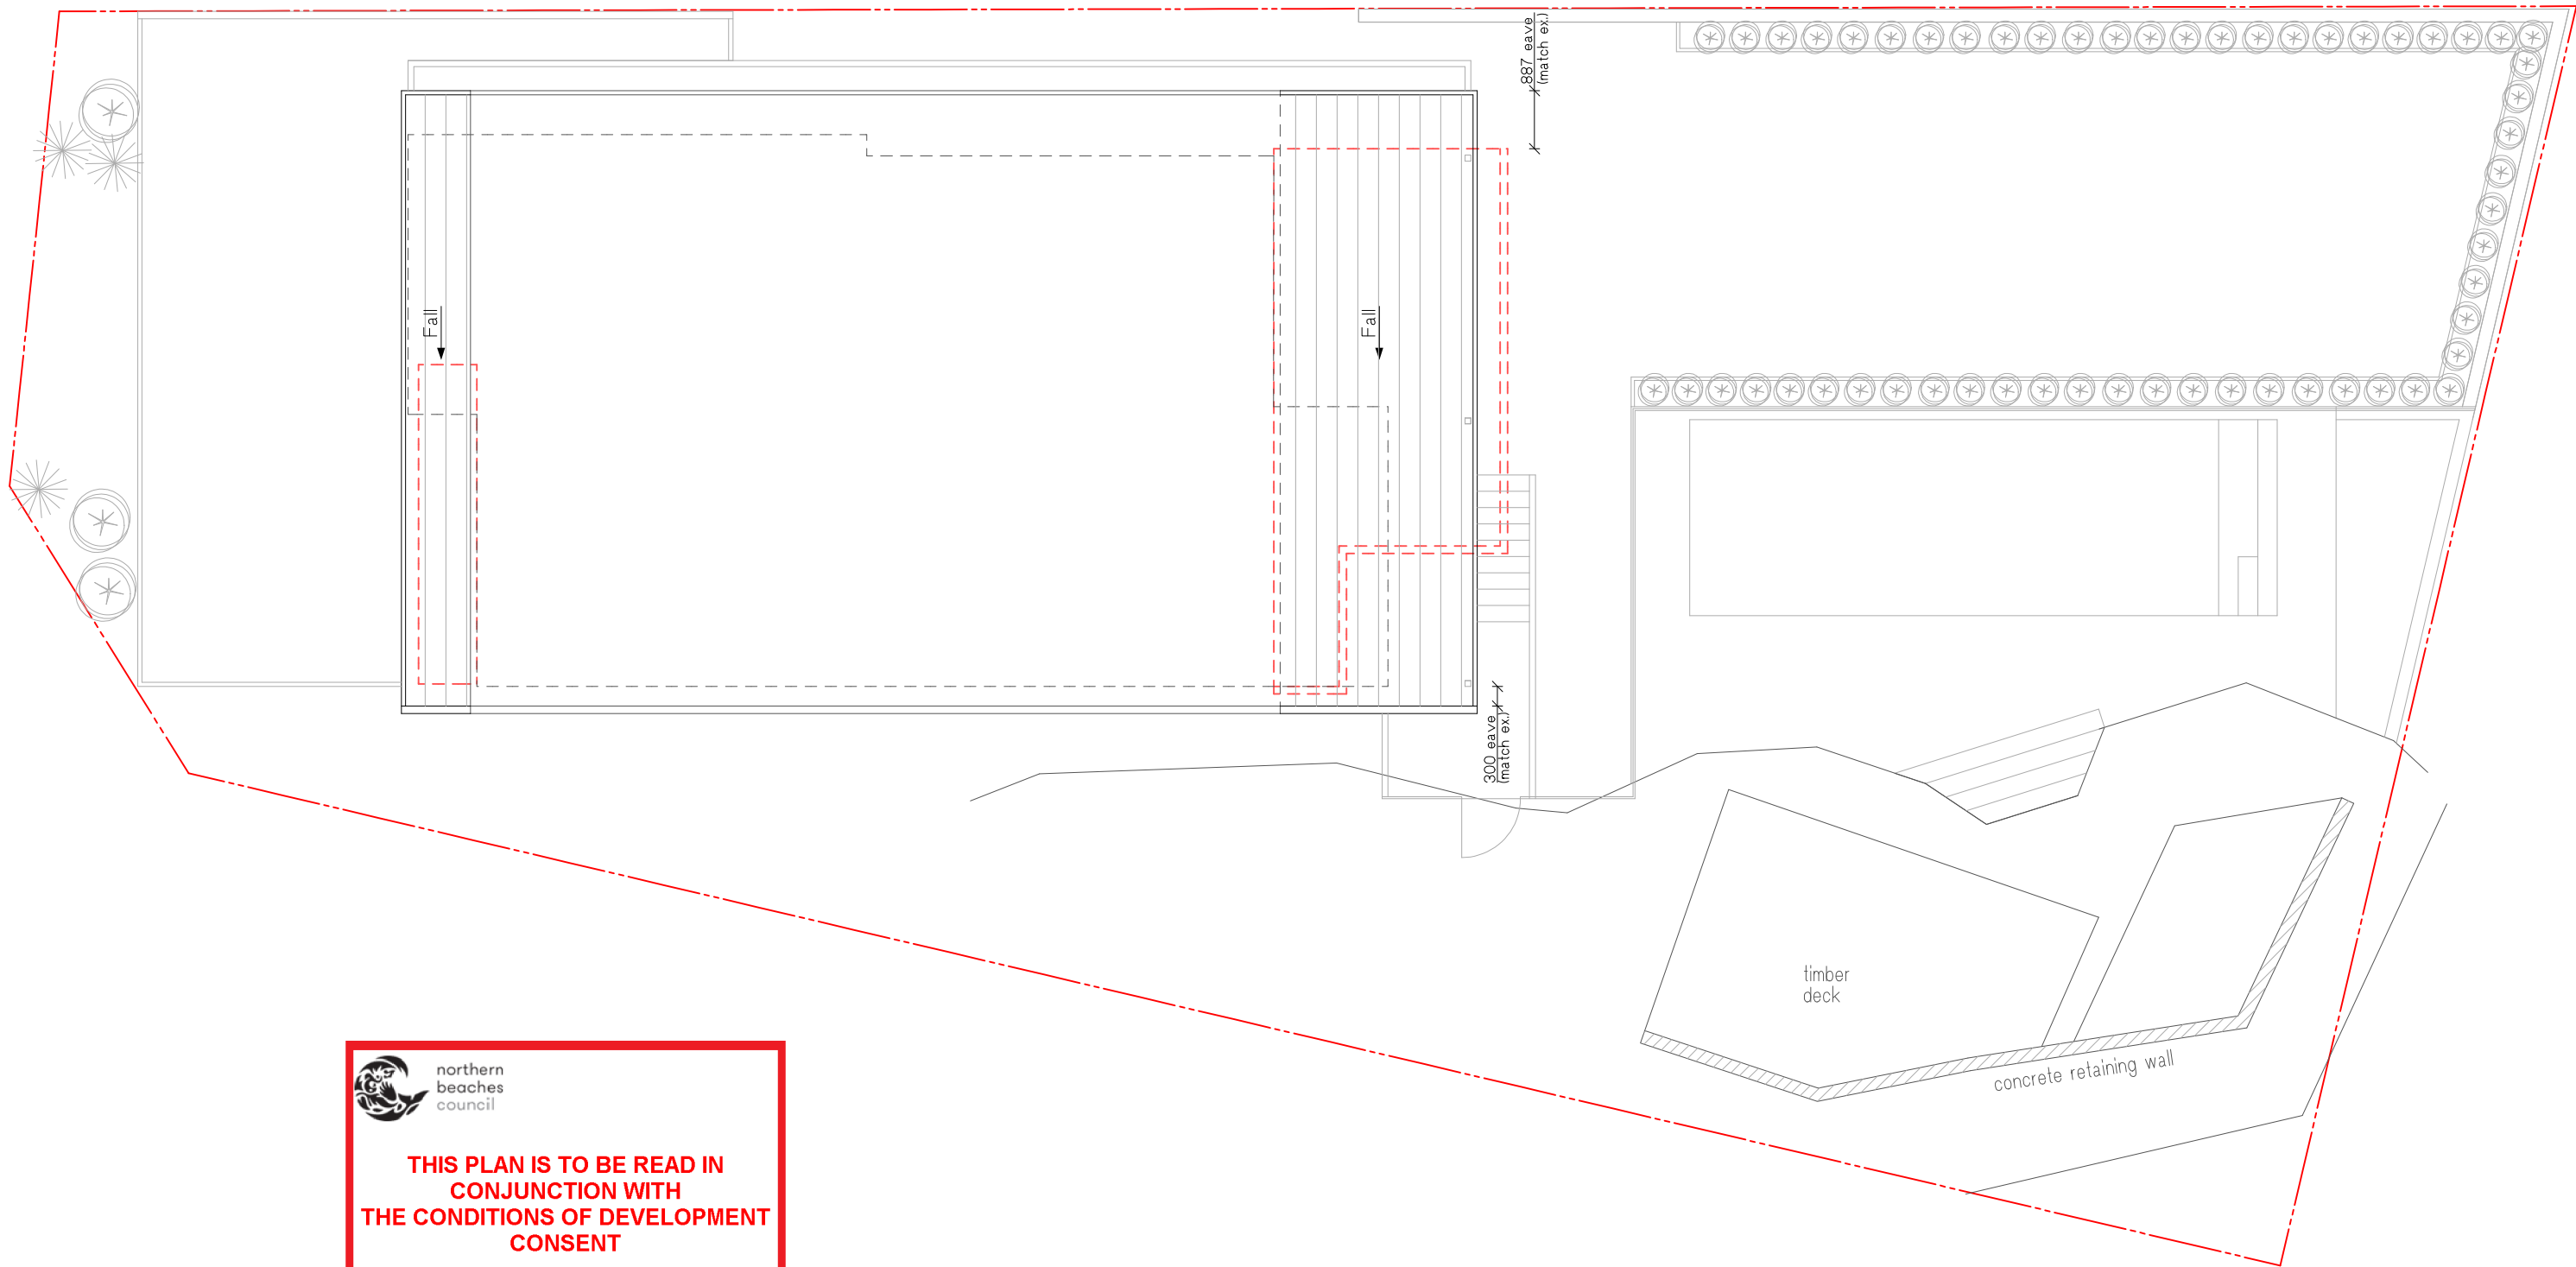 887 eave
(match ex.)
Fall
Fall
300 eave
(match ex.)
timber
deck
concrete retaining wall
northern
beaches
council
THIS PLAN IS TO BE READ IN
CONJUNCTION WITH
THE CONDITIONS OF DEVELOPMENT
CONSENT